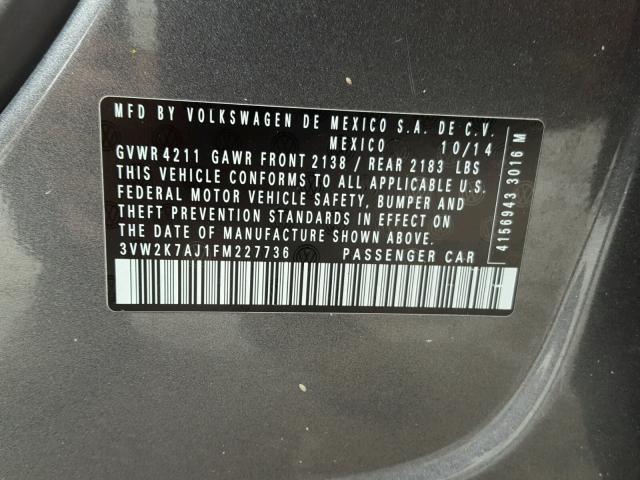 MFD BY VOLKSWAGEN DE MEXICO S.A. DE C.V.
MEXICO 10/14
GVWR 4211 GAWR FRONT 2138 / REAR 2183 LBS
THIS VEHICLE CONFORMS TO ALL APPLICABLE U.S.
FEDERAL MOTOR VEHICLE SAFETY, BUMPER AND
THEFT PREVENTION STANDARDS IN EFFECT ON
THE DATE OF MANUFACTURE SHOWN ABOVE.
3VW2K7AJ1FM227736 PASSENGER CAR
4156943 3016 M